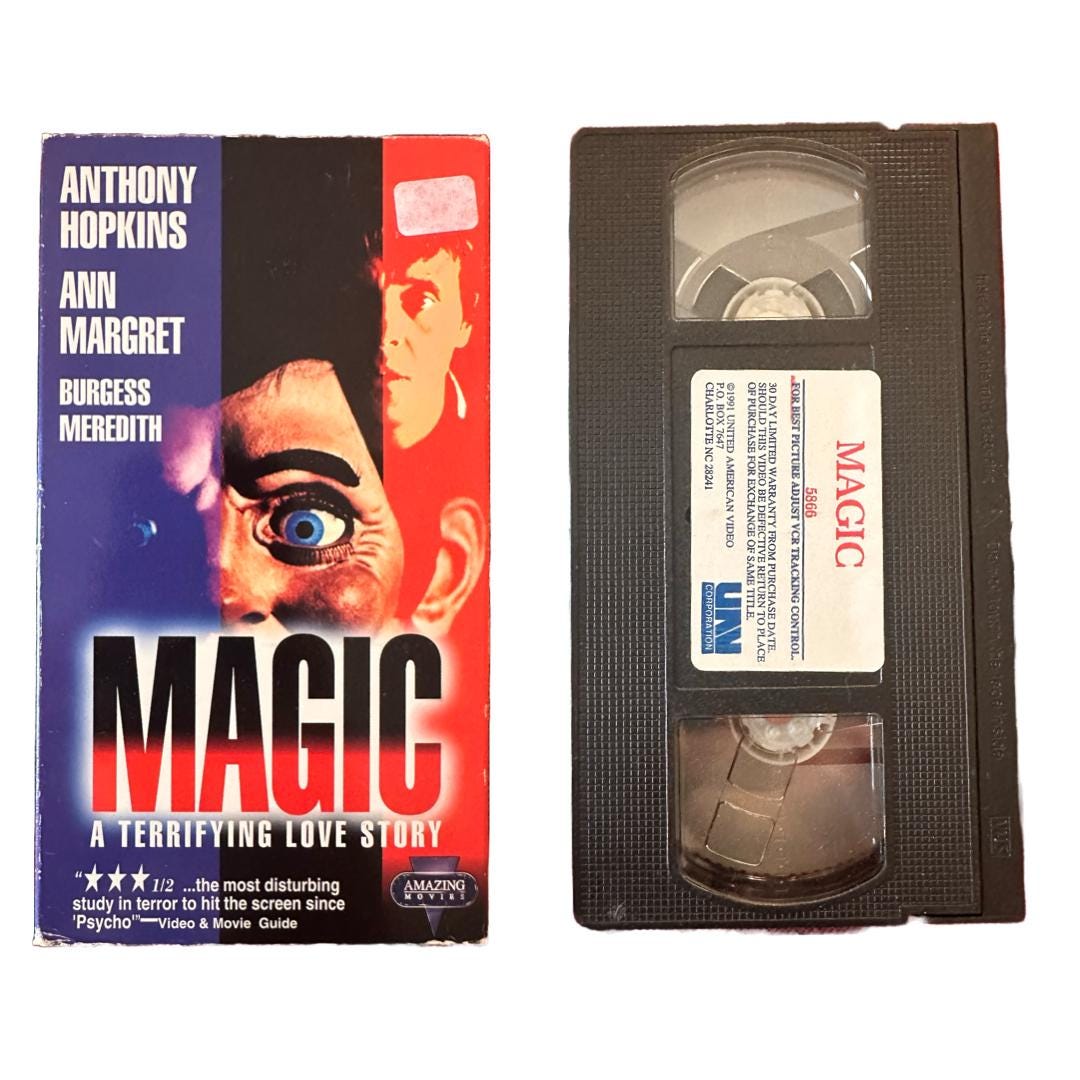 ANTHONY
HOPKINS
ANN
MARGRET
BURGESS
MEREDITH
MAGIC
A TERRIFYING LOVE STORY
“★★★1/2 ...the most disturbing
study in terror to hit the screen since
'Psycho'”—Video & Movie Guide
AMAZING
MOVIES
MAGIC
5866
FOR BEST PICTURE ADJUST VCR TRACKING CONTROL.
30 DAY LIMITED WARRANTY FROM PURCHASE DATE.
SHOULD THIS VIDEO BE DEFECTIVE RETURN TO PLACE
OF PURCHASE FOR EXCHANGE OF SAME TITLE.
©1991 UNITED AMERICAN VIDEO
P.O. BOX 7647
CHARLOTTE NC 28241
UAV
CORPORATION
VHS